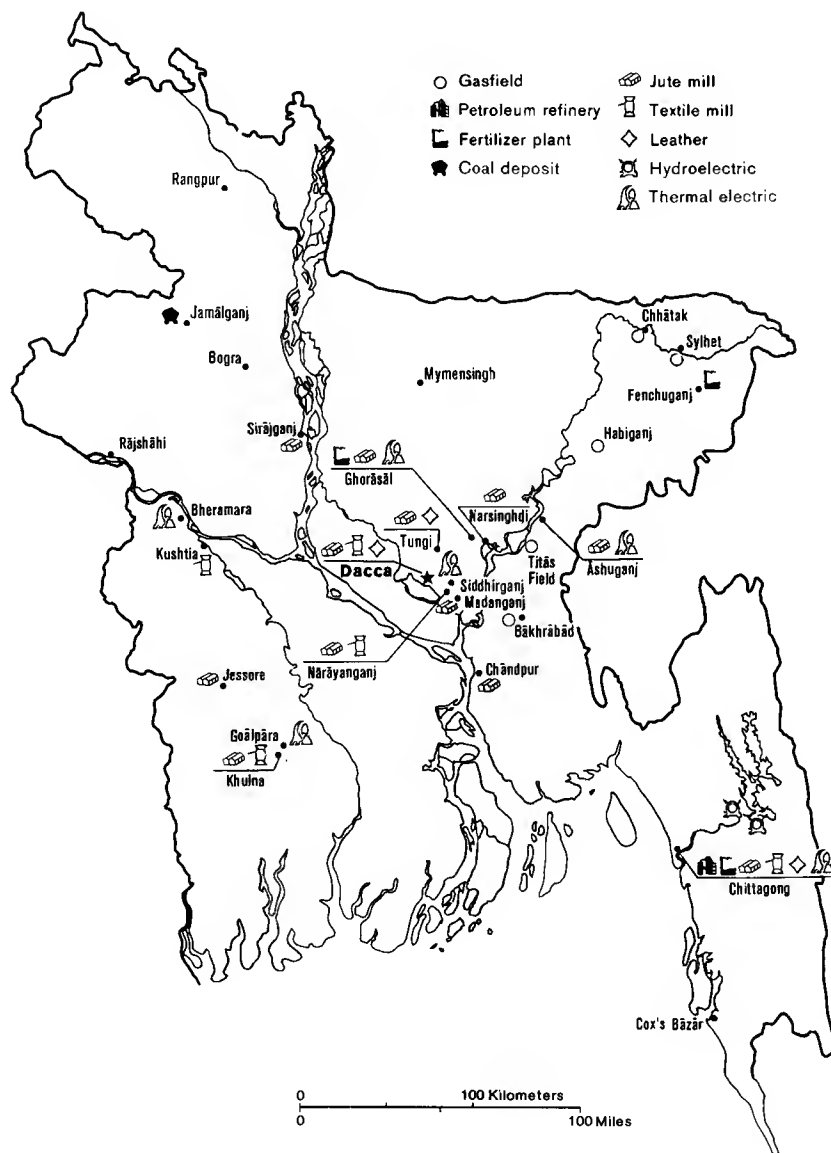 Gasfield
Petroleum refinery
Fertilizer plant
Coal deposit
Jute mill
Textile mill
Leather
Hydroelectric
Thermal electric
Rangpur
Jamālganj
Bogra
Mymensingh
Chhātak
Sylhet
Fenchuganj
Habiganj
Sirājganj
Rājshāhi
Ghorāsāl
Narsinghdi
Bheramara
Kushtia
Tungi
Dacca
Titās
Field
Āshuganj
Siddhirganj
Madanganj
Bākhrābād
Nārāyanganj
Chāndpur
Jessore
Goālpāra
Khulna
Chittagong
Cox's Bāzār
0 100 Kilometers
0 100 Miles